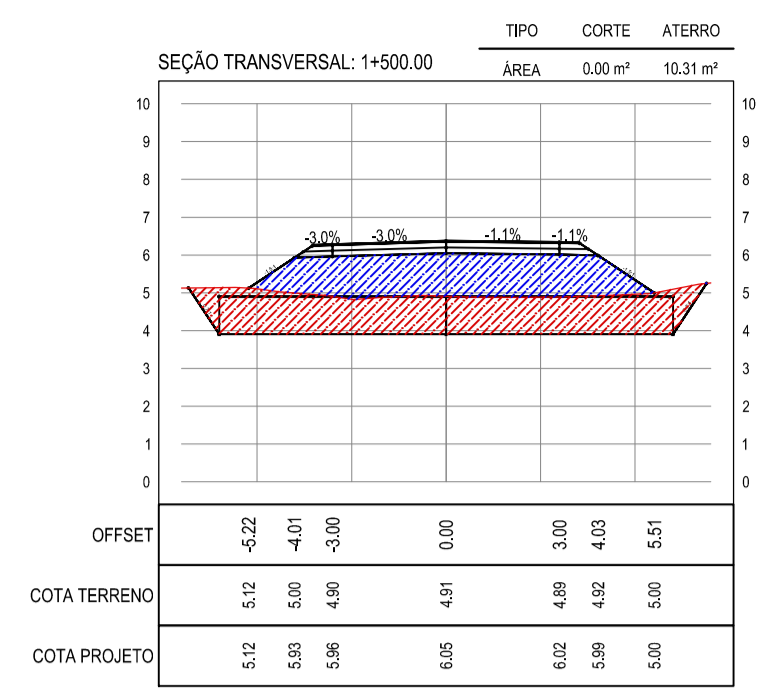 TIPO CORTE ATERRO
SEÇÃO TRANSVERSAL: 1+500.00
ÁREA 0.00 m² 10.31 m²
10 10
9 9
8 8
7 7
-3.0% -3.0% -1.1% -1.1%
6 6
5 5
4 4
3 3
2 2
1 1
0 0
OFFSET -5.22 -4.01 -3.00 0.00 3.00 4.03 5.51
COTA TERRENO 5.12 5.00 4.90 4.91 4.89 4.92 5.00
COTA PROJETO 5.12 5.93 5.96 6.05 6.02 5.99 5.00